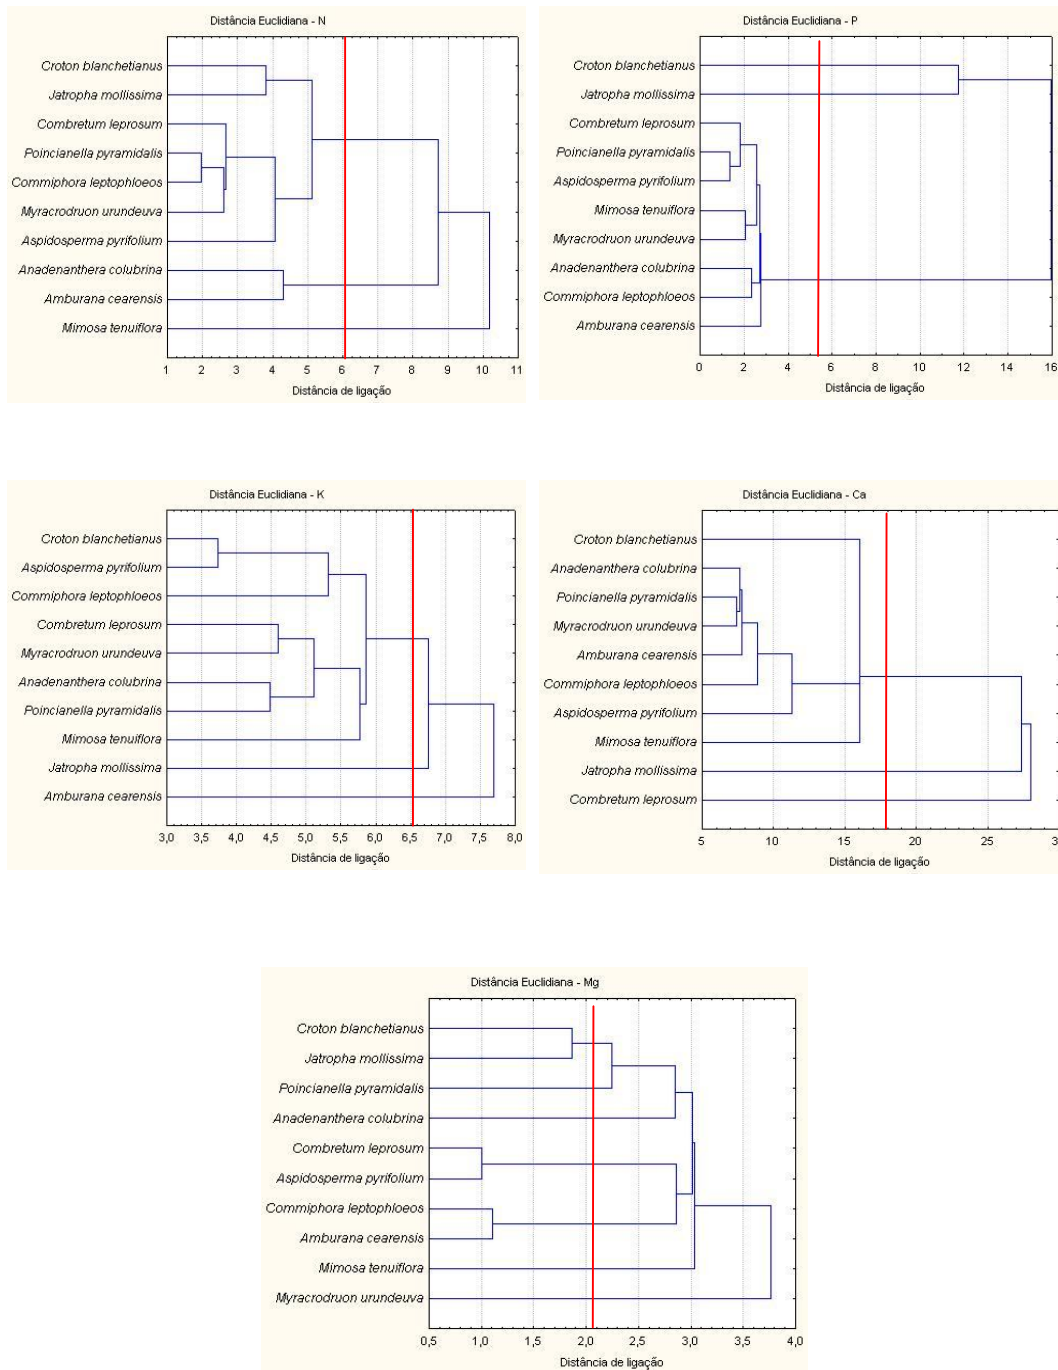 Distância Euclidiana - N
Croton blanchetianus
Jatropha mollissima
Combretum leprosum
Poincianella pyramidalis
Commiphora leptophloeos
Myracrodruon urundeuva
Aspidosperma pyrifolium
Anadenanthera colubrina
Amburana cearensis
Mimosa tenuiflora
1 2 3 4 5 6 7 8 9 10 11
Distância de ligação
Distância Euclidiana - P
Croton blanchetianus
Jatropha mollissima
Combretum leprosum
Poincianella pyramidalis
Aspidosperma pyrifolium
Mimosa tenuiflora
Myracrodruon urundeuva
Anadenanthera colubrina
Commiphora leptophloeos
Amburana cearensis
0 2 4 6 8 10 12 14 16
Distância de ligação
Distância Euclidiana - K
Croton blanchetianus
Aspidosperma pyrifolium
Commiphora leptophloeos
Combretum leprosum
Myracrodruon urundeuva
Anadenanthera colubrina
Poincianella pyramidalis
Mimosa tenuiflora
Jatropha mollissima
Amburana cearensis
3,0 3,5 4,0 4,5 5,0 5,5 6,0 6,5 7,0 7,5 8,0
Distância de ligação
Distância Euclidiana - Ca
Croton blanchetianus
Anadenanthera colubrina
Poincianella pyramidalis
Myracrodruon urundeuva
Amburana cearensis
Commiphora leptophloeos
Aspidosperma pyrifolium
Mimosa tenuiflora
Jatropha mollissima
Combretum leprosum
5 10 15 20 25
Distância de ligação
Distância Euclidiana - Mg
Croton blanchetianus
Jatropha mollissima
Poincianella pyramidalis
Anadenanthera colubrina
Combretum leprosum
Aspidosperma pyrifolium
Commiphora leptophloeos
Amburana cearensis
Mimosa tenuiflora
Myracrodruon urundeuva
0,5 1,0 1,5 2,0 2,5 3,0 3,5 4,0
Distância de ligação